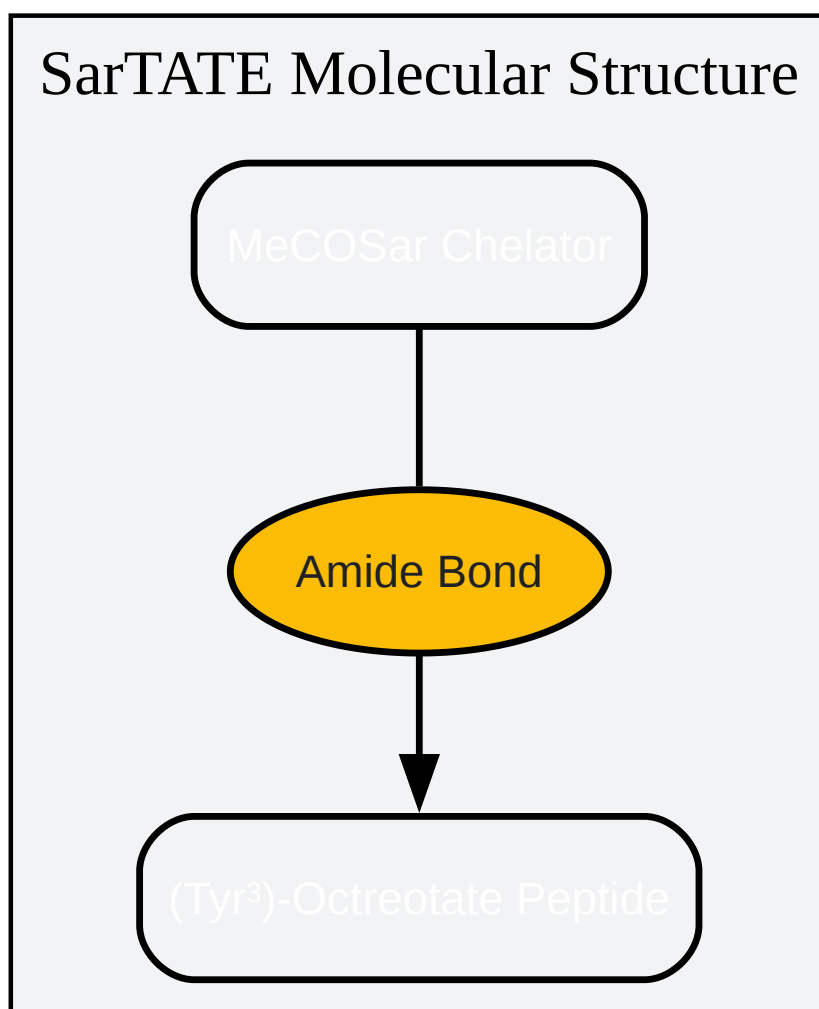 SarTATE Molecular Structure
MeCOSar Chelator
Amide Bond
(Tyr³)-Octreotate Peptide